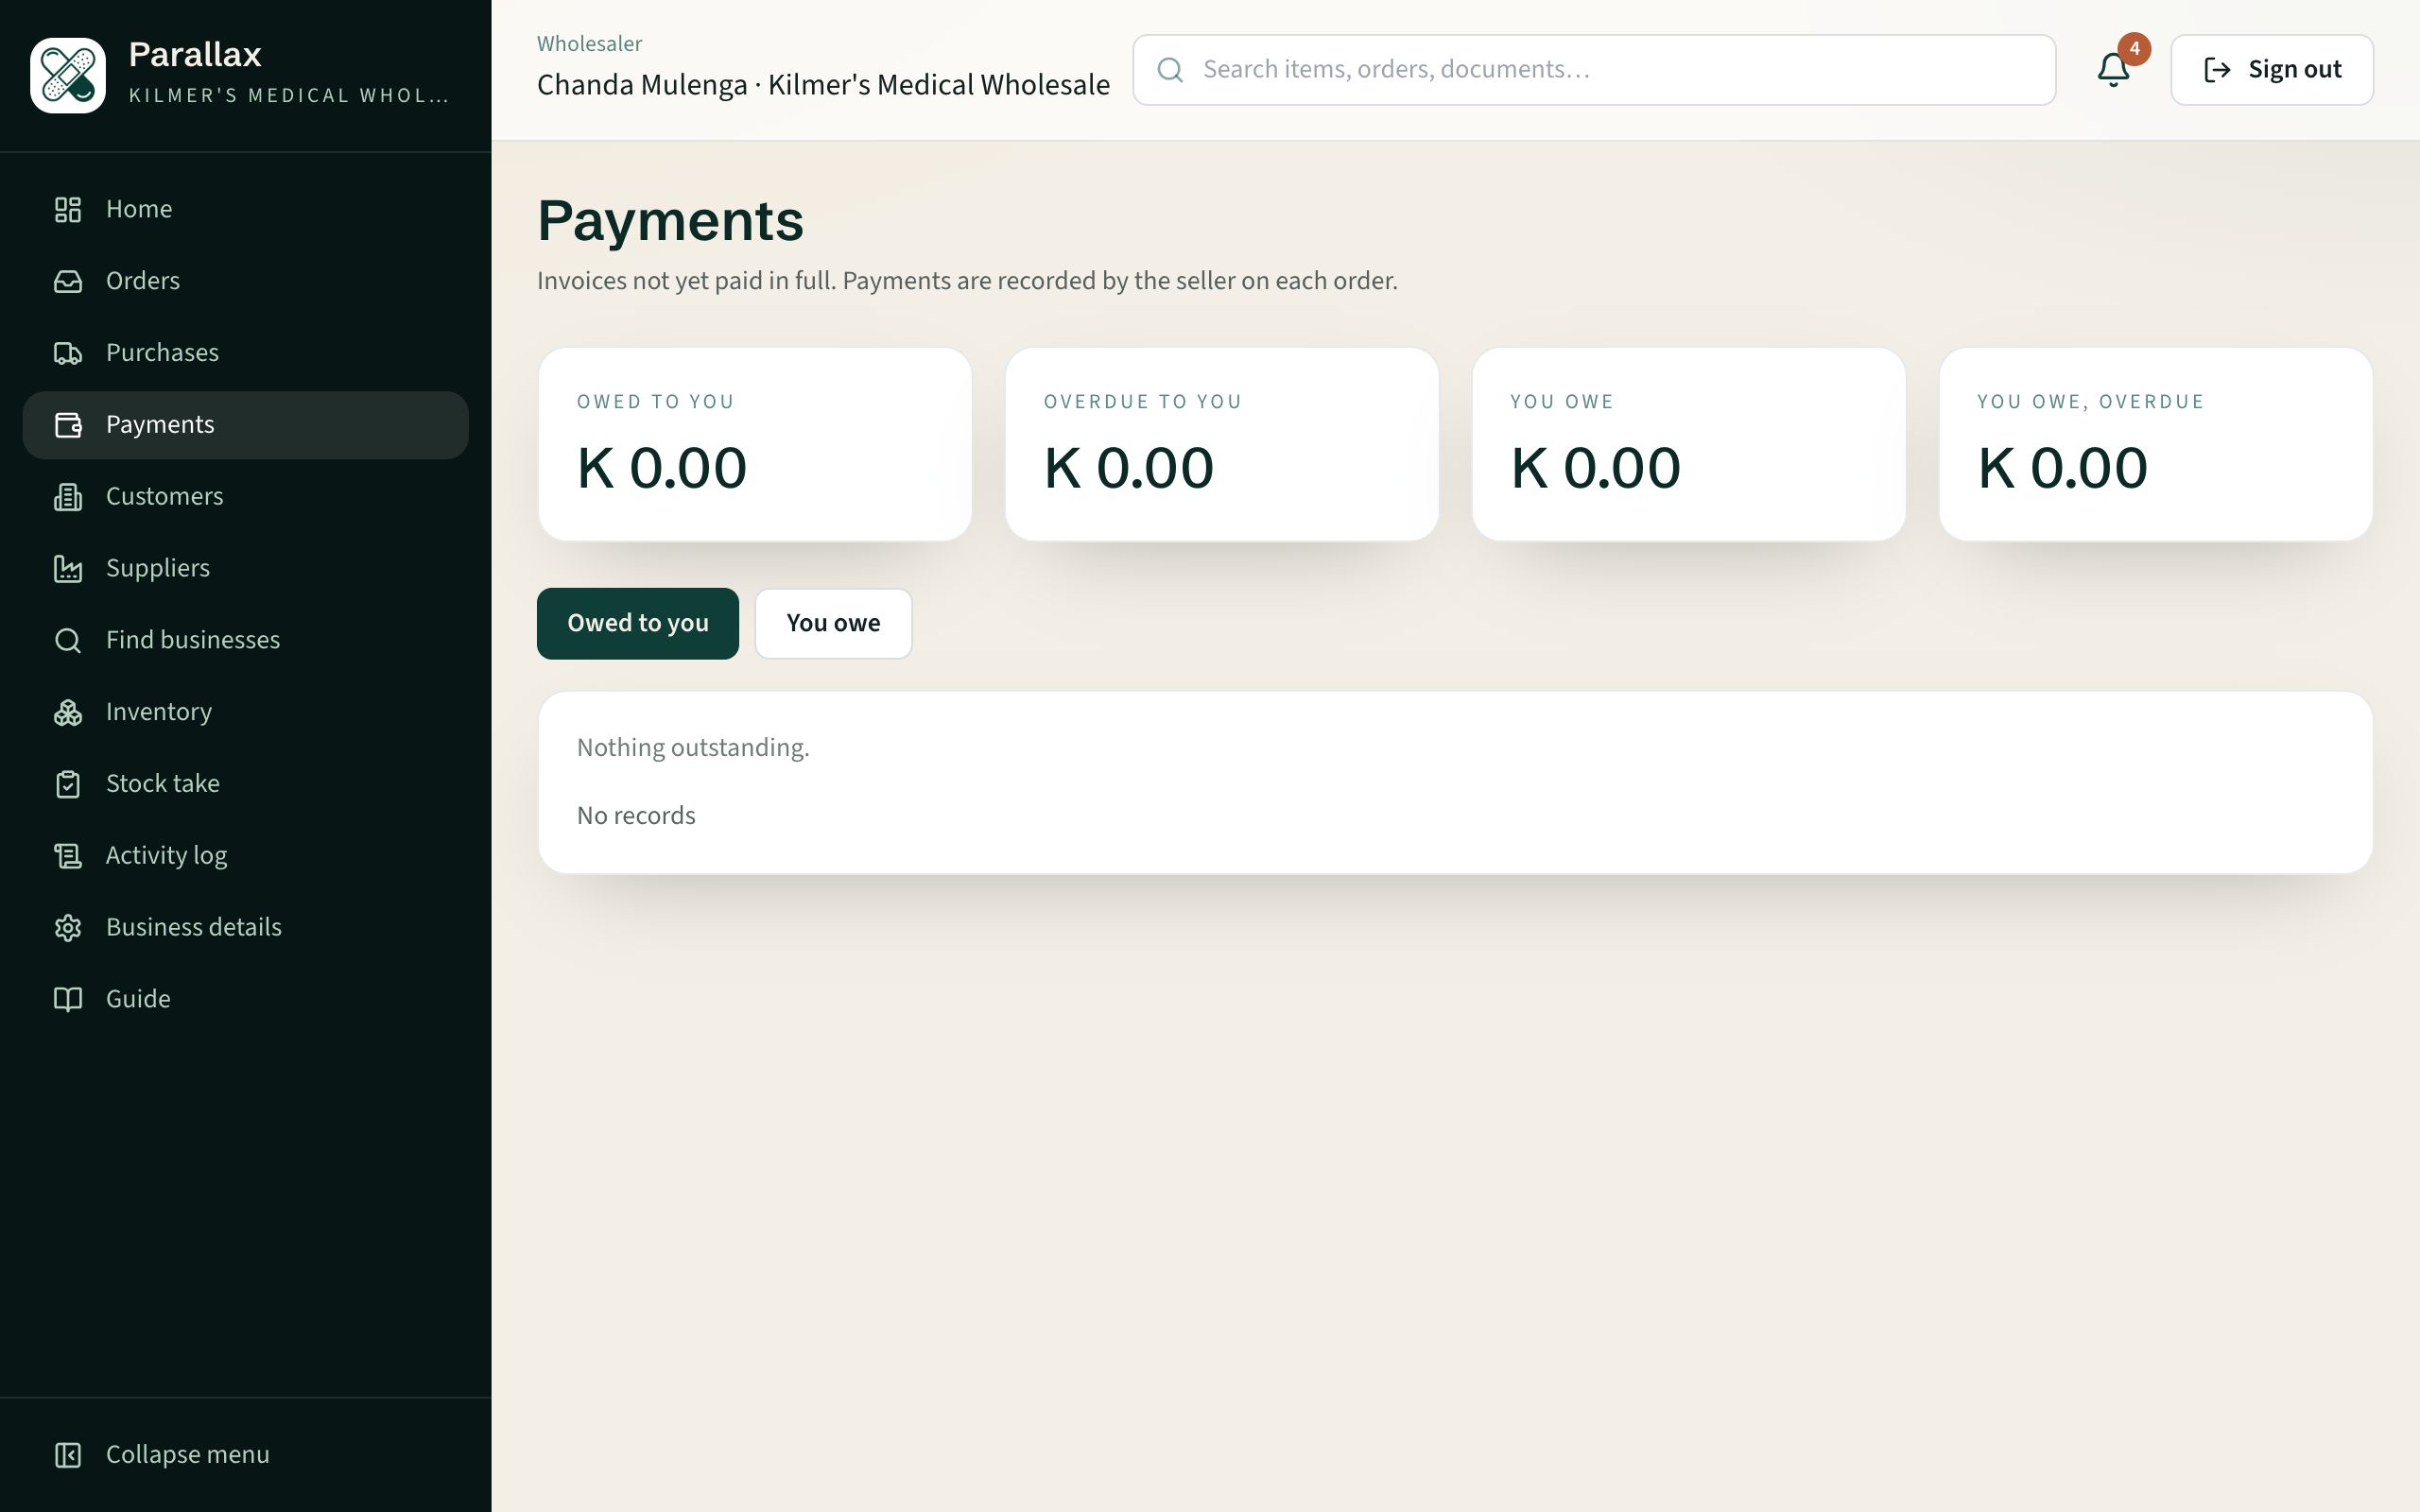 Parallax
KILMER'S MEDICAL WHOL…
Home
Orders
Purchases
Payments
Customers
Suppliers
Find businesses
Inventory
Stock take
Activity log
Business details
Guide
Collapse menu
Wholesaler
Chanda Mulenga · Kilmer's Medical Wholesale
Search items, orders, documents…
4
Sign out
Payments
Invoices not yet paid in full. Payments are recorded by the seller on each order.
OWED TO YOU
K 0.00
OVERDUE TO YOU
K 0.00
YOU OWE
K 0.00
YOU OWE, OVERDUE
K 0.00
Owed to you
You owe
Nothing outstanding.
No records